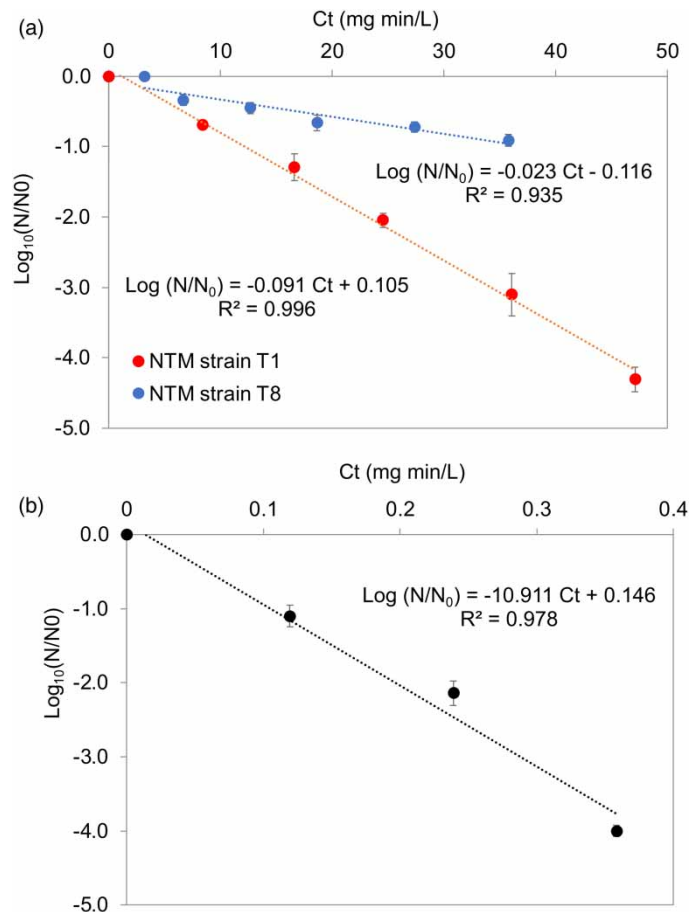 (a)
Ct (mg min/L)
0 10 20 30 40 50
0.0
-1.0
-2.0
-3.0
-4.0
-5.0
Log₁₀(N/N0)
Log (N/N₀) = -0.023 Ct - 0.116
R² = 0.935
Log (N/N₀) = -0.091 Ct + 0.105
R² = 0.996
NTM strain T1
NTM strain T8
(b)
Ct (mg min/L)
0 0.1 0.2 0.3 0.4
0.0
-1.0
-2.0
-3.0
-4.0
-5.0
Log₁₀(N/N0)
Log (N/N₀) = -10.911 Ct + 0.146
R² = 0.978